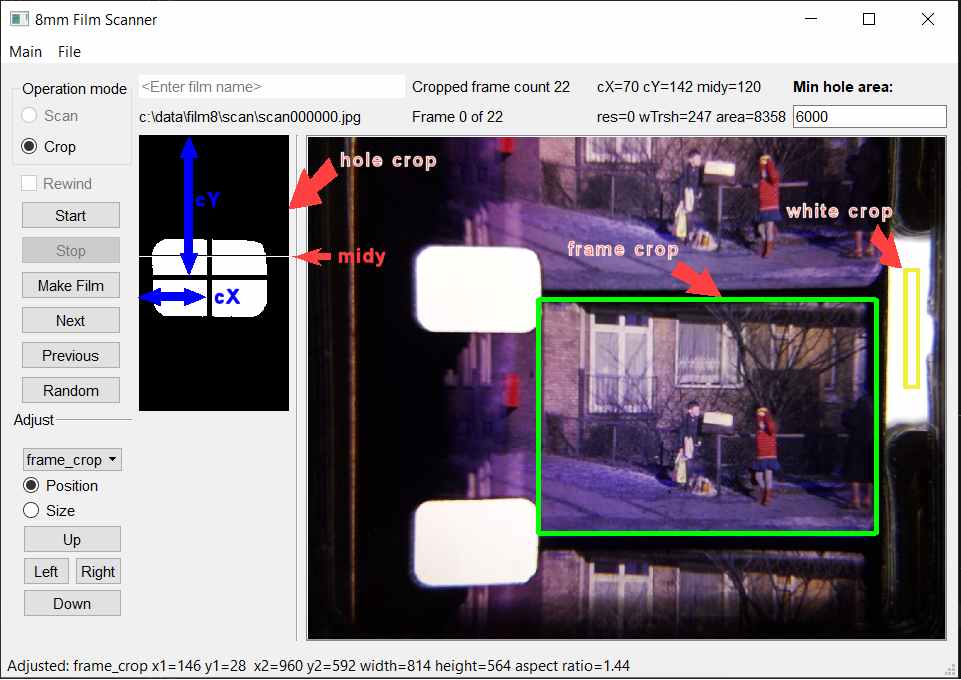 8mm Film Scanner
Main File
Operation mode
Scan
Crop
Rewind
Start
Stop
Make Film
Next
Previous
Random
Adjust
frame_crop
Position
Size
Up
Left Right
Down
<Enter film name>
Cropped frame count 22
cX=70 cY=142 midy=120
Min hole area:
c:\data\film8\scan\scan000000.jpg
Frame 0 of 22
res=0 wTrsh=247 area=8358
6000
cY
cX
hole crop
midy
frame crop
white crop
Adjusted: frame_crop x1=146 y1=28 x2=960 y2=592 width=814 height=564 aspect ratio=1.44